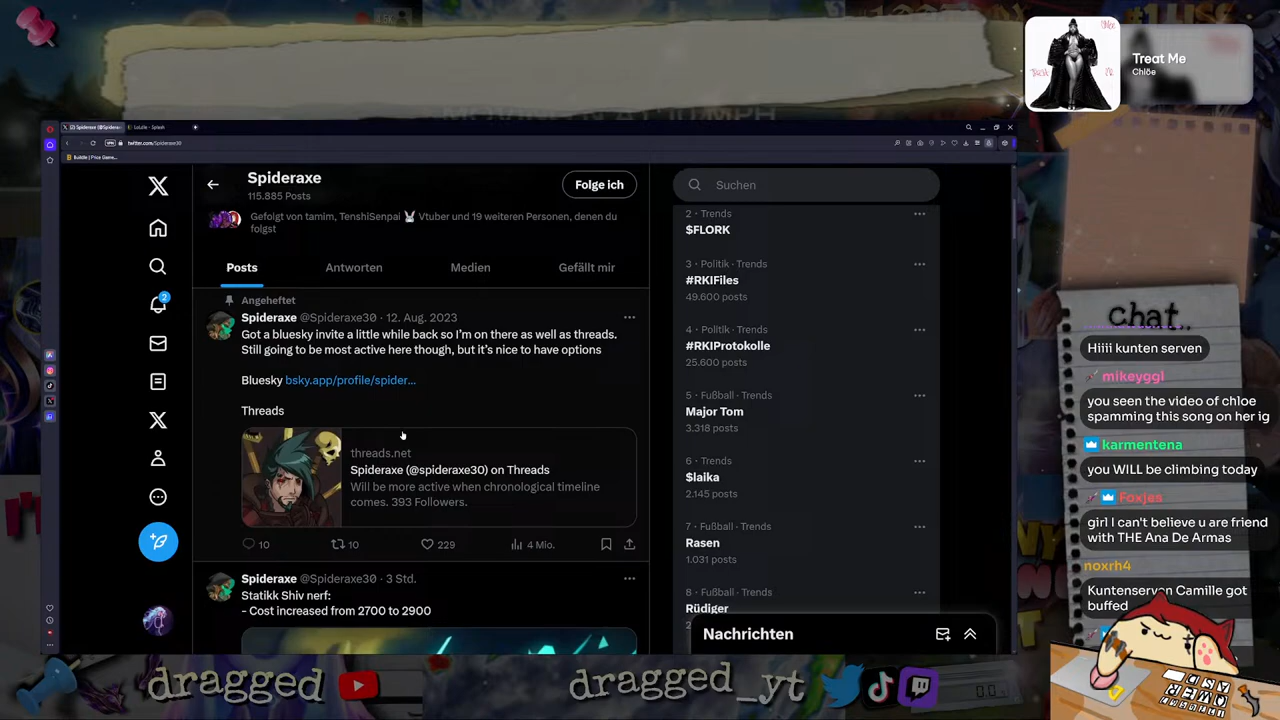 Treat Me
Chlöe
Spideraxe (@Spideraxe
LoLdle - Splash
twitter.com/Spideraxe30
Spideraxe
115.885 Posts
Folge ich
Suchen
Gefolgt von tamim, TenshiSenpai 🐰 Vtuber und 19 weiteren Personen, denen du
folgst
Posts
Antworten
Medien
Gefällt mir
Angeheftet
Spideraxe @Spideraxe30 · 12. Aug. 2023
Got a bluesky invite a little while back so I'm on there as well as threads.
Still going to be most active here though, but it's nice to have options
Bluesky bsky.app/profile/spider...
Threads
threads.net
Spideraxe (@spideraxe30) on Threads
Will be more active when chronological timeline
comes. 393 Followers.
10
10
229
4 Mio.
Spideraxe @Spideraxe30 · 3 Std.
Statikk Shiv nerf:
- Cost increased from 2700 to 2900
2 · Trends
$FLORK
3 · Politik · Trends
#RKIFiles
49.600 posts
4 · Politik · Trends
#RKIProtokolle
25.600 posts
5 · Fußball · Trends
Major Tom
3.318 posts
6 · Trends
$laika
2.145 posts
7 · Fußball · Trends
Rasen
1.031 posts
8 · Fußball · Trends
Rüdiger
Nachrichten
2
chat.
Hiiii kunten serven
mikeyggl
you seen the video of chloe
spamming this song on her ig
karmentena
you WILL be climbing today
Foxjes
girl I can't believe u are friend
with THE Ana De Armas
noxrh4
Kuntenserven Camille got
buffed
dragged
dragged_yt